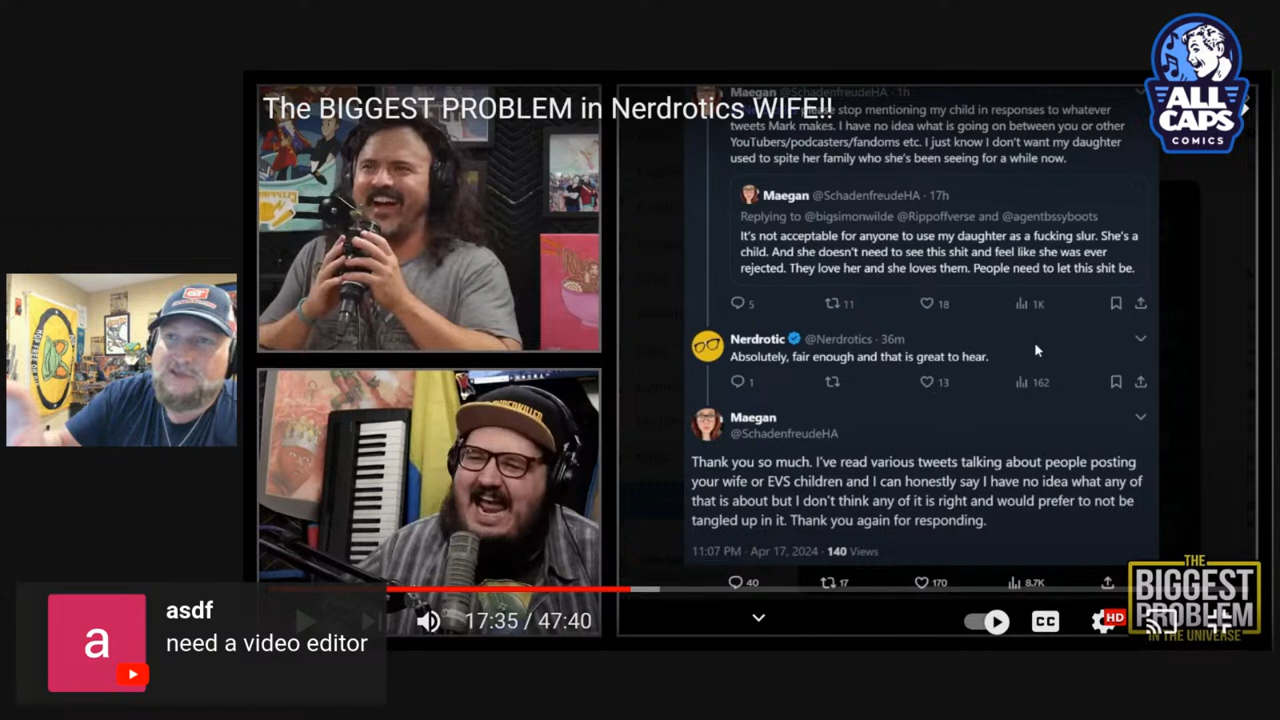 The BIGGEST PROBLEM in Nerdrotics WIFE!!
Maegan @SchadenfreudeHA · 1h
stop mentioning my child in responses to whatever
tweets Mark makes. I have no idea what is going on between you or other
YouTubers/podcasters/fandoms etc. I just know I don't want my daughter
used to spite her family who she's been seeing for a while now.
Maegan @SchadenfreudeHA · 17h
Replying to @bigsimonwilde @Rippoffverse and @agentbssyboots
It's not acceptable for anyone to use my daughter as a fucking slur. She's a
child. And she doesn't need to see this shit and feel like she was ever
rejected. They love her and she loves them. People need to let this shit be.
5 11 18 1K
Nerdrotic @Nerdrotics · 36m
Absolutely, fair enough and that is great to hear.
1 13 162
Maegan
@SchadenfreudeHA
Thank you so much. I've read various tweets talking about people posting
your wife or EVS children and I can honestly say I have no idea what any of
that is about but I don't think any of it is right and would prefer to not be
tangled up in it. Thank you again for responding.
11:07 PM · Apr 17, 2024 · 140 Views
40 17 170 8.7K
17:35 / 47:40
CC
HD
ALL
CAPS
COMICS
THE
BIGGEST
PROBLEM
IN THE UNIVERSE
a
asdf
need a video editor